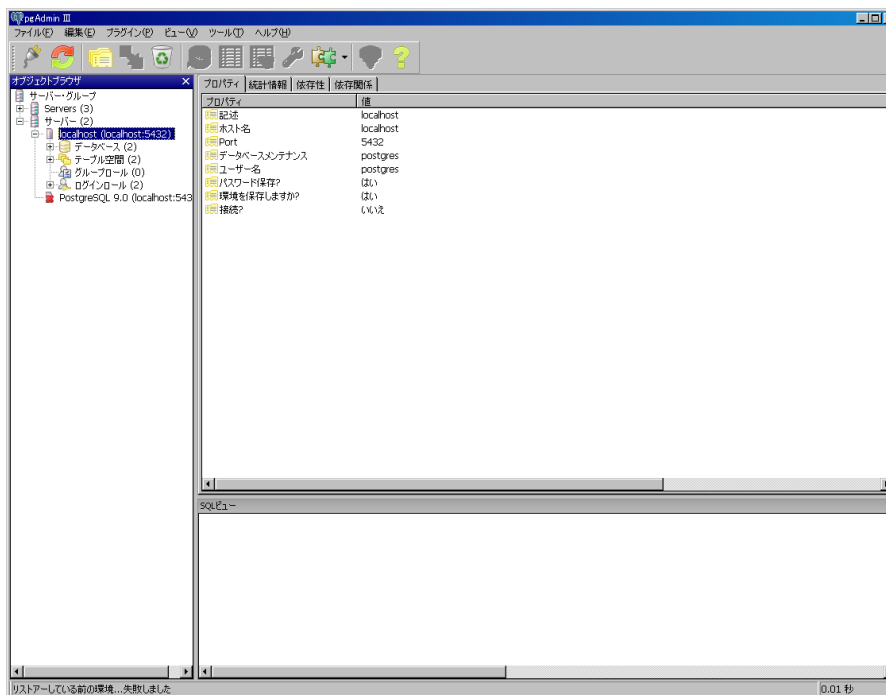 pgAdmin III
ファイル(F) 編集(E) プラグイン(P) ビュー(V) ツール(T) ヘルプ(H)
オブジェクトブラウザ
サーバー・グループ
Servers (3)
サーバー (2)
localhost (localhost:5432)
データベース (2)
テーブル空間 (2)
グループロール (0)
ログインロール (2)
PostgreSQL 9.0 (localhost:543
プロパティ 統計情報 依存性 依存関係
プロパティ 値
記述 localhost
ホスト名 localhost
Port 5432
データベースメンテナンス postgres
ユーザー名 postgres
パスワード保存? はい
環境を保存しますか? はい
接続? いいえ
SQLビュー
リストアーしている前の環境...失敗しました 0.01 秒